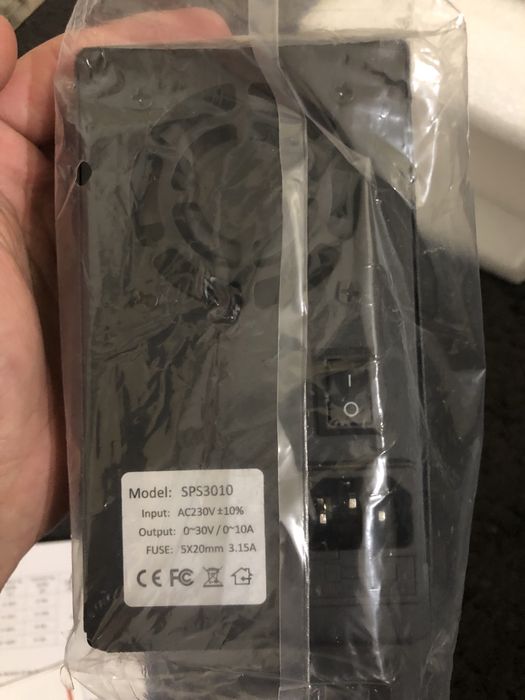 I
O
Model: SPS3010
Input: AC230V ±10%
Output: 0~30V / 0~10A
FUSE: 5X20mm 3.15A
CE FC